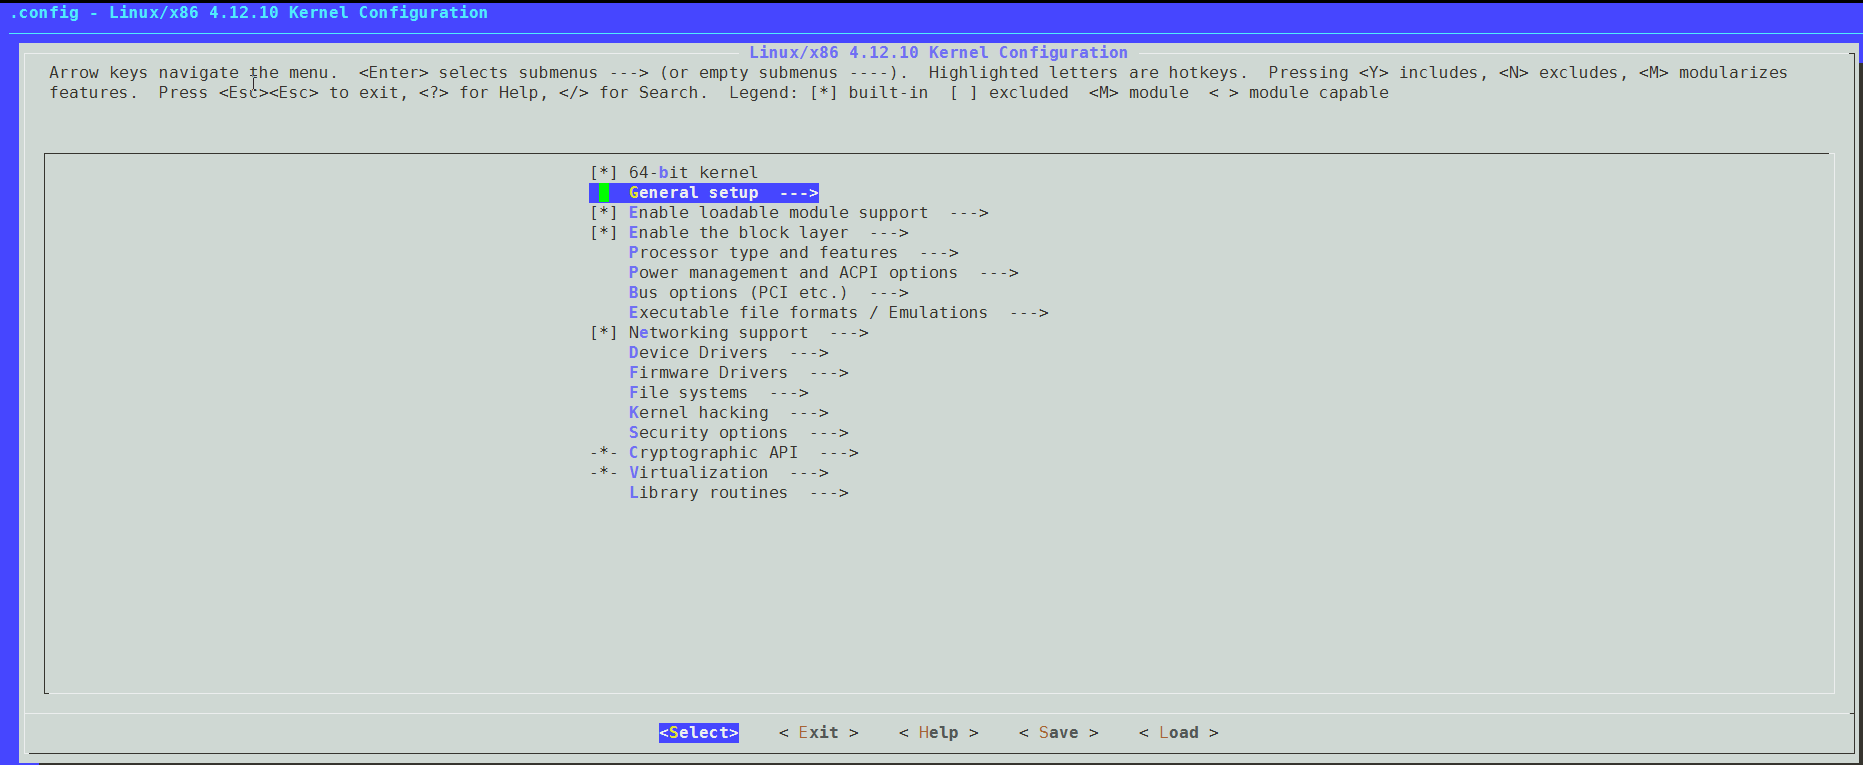 .config - Linux/x86 4.12.10 Kernel Configuration
Linux/x86 4.12.10 Kernel Configuration
Arrow keys navigate the menu.  <Enter> selects submenus ---> (or empty submenus ----).  Highlighted letters are hotkeys.  Pressing <Y> includes, <N> excludes, <M> modularizes
features.  Press <Esc><Esc> to exit, <?> for Help, </> for Search.  Legend: [*] built-in  [ ] excluded  <M> module  < > module capable
[*] 64-bit kernel
General setup  --->
[*] Enable loadable module support  --->
[*] Enable the block layer  --->
Processor type and features  --->
Power management and ACPI options  --->
Bus options (PCI etc.)  --->
Executable file formats / Emulations  --->
[*] Networking support  --->
Device Drivers  --->
Firmware Drivers  --->
File systems  --->
Kernel hacking  --->
Security options  --->
-*- Cryptographic API  --->
-*- Virtualization  --->
Library routines  --->
<Select>    < Exit >    < Help >    < Save >    < Load >